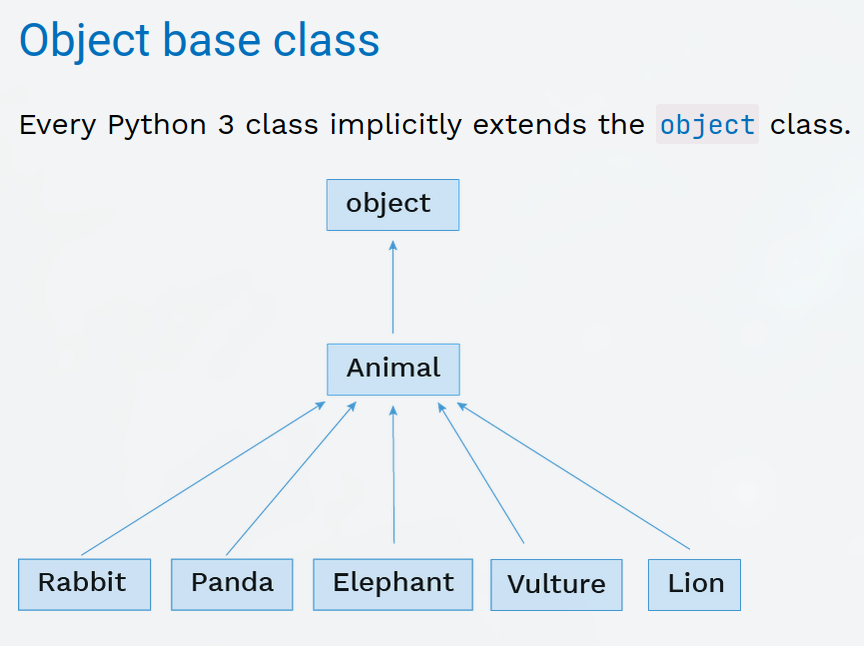 Object base class
Every Python 3 class implicitly extends the object class.
object
Animal
Rabbit
Panda
Elephant
Vulture
Lion